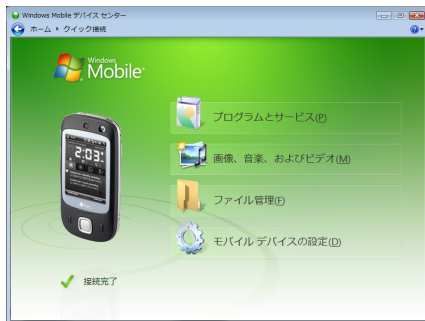 Windows Mobile デバイス センター
ホーム ▸ クイック接続
Windows
Mobile
2:03
プログラムとサービス(P)
画像、音楽、およびビデオ(M)
ファイル管理(F)
モバイル デバイスの設定(D)
接続完了